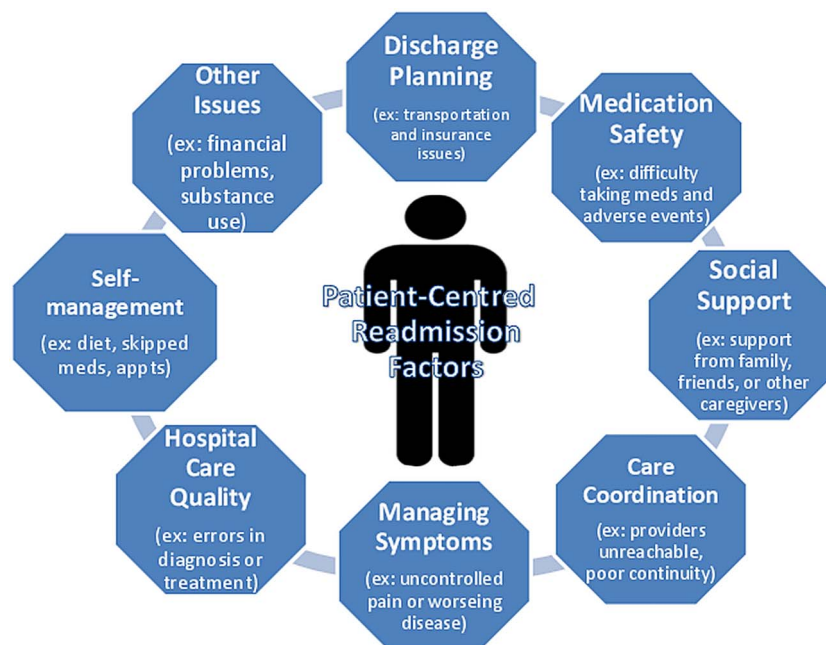 Discharge
Planning
(ex: transportation
and insurance
issues)
Medication
Safety
(ex: difficulty
taking meds and
adverse events)
Social
Support
(ex: support
from family,
friends, or other
caregivers)
Care
Coordination
(ex: providers
unreachable,
poor continuity)
Managing
Symptoms
(ex: uncontrolled
pain or worseing
disease)
Hospital
Care
Quality
(ex: errors in
diagnosis or
treatment)
Self-
management
(ex: diet, skipped
meds, appts)
Other
Issues
(ex: financial
problems,
substance
use)
Patient-Centred
Readmission
Factors